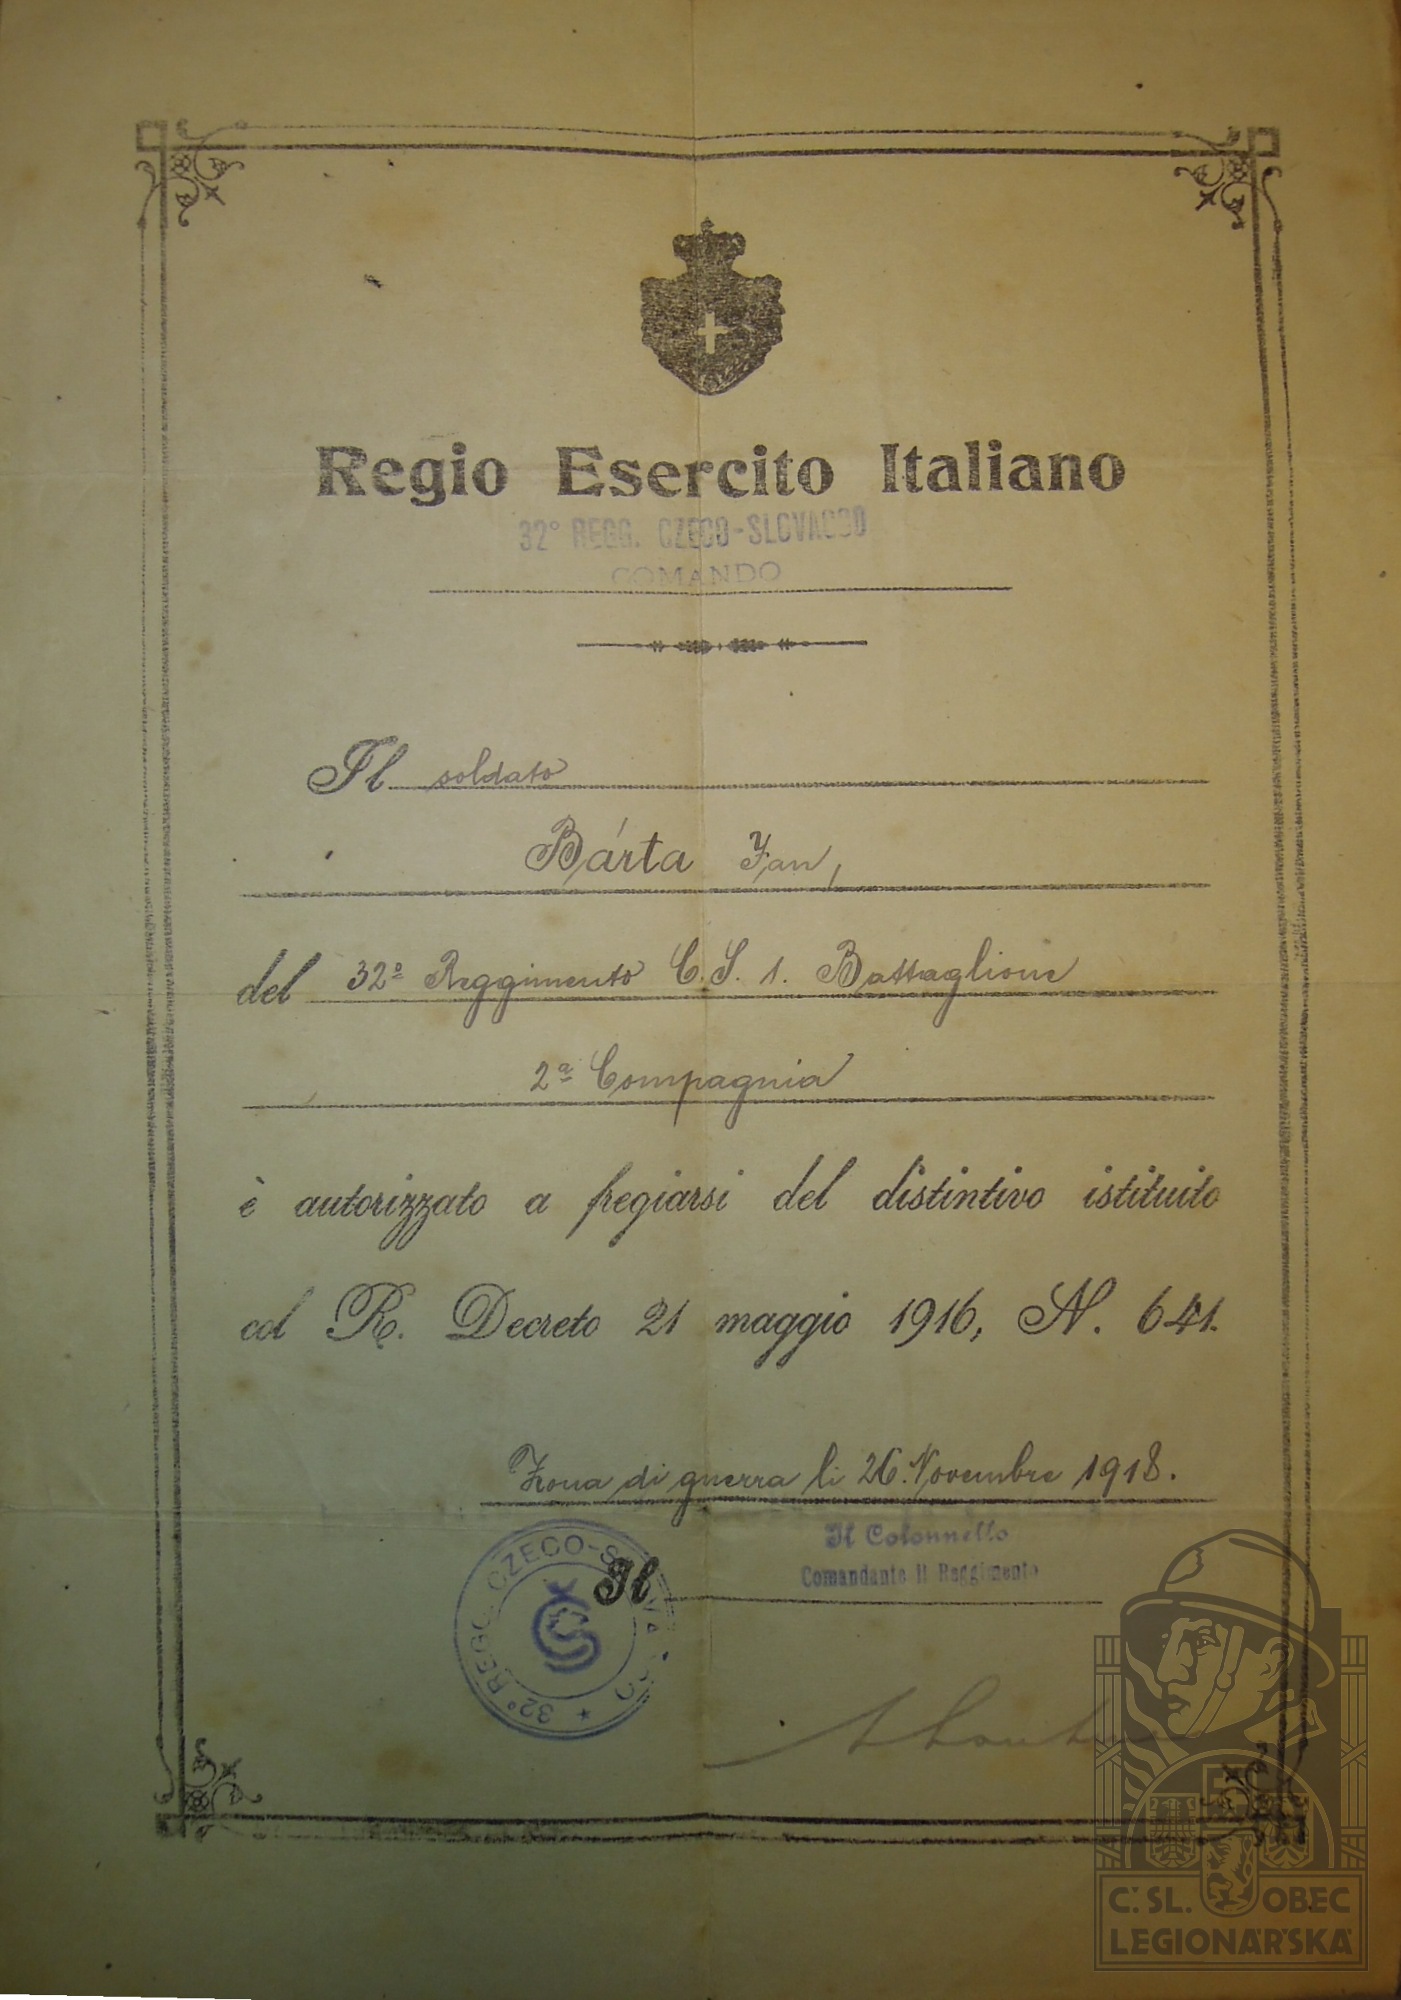 Regio Esercito Italiano
32° REGG. CZECO-SLOVACCO
COMANDO
Il soldato
Bárta Jan,
del 32° Reggimento C.S. 1. Battaglione
2ª Compagnia
è autorizzato a fregiarsi del distintivo istituito
col R. Decreto 21 maggio 1916, N. 641.
Zona di guerra li 26. Novembre 1918.
Il Colonnello
Comandante Il Reggimento
Il
32° REGG. CZECO-SLOVACCO
ČS
Č. SL. OBEC
LEGIONÁŘSKÁ